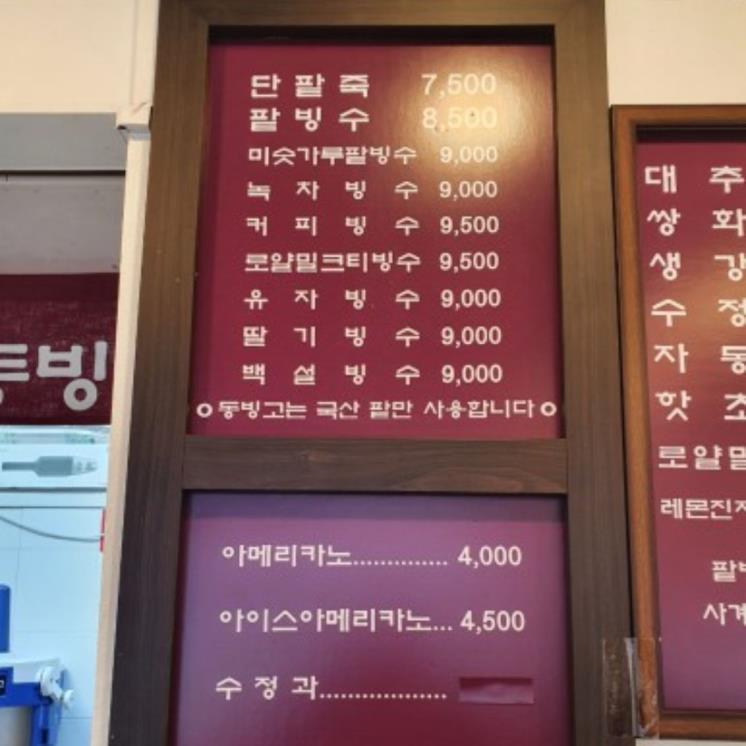 단팥죽 7,500
팥빙수 8,500
미숫가루팥빙수 9,000
녹차빙수 9,000
커피빙수 9,500
로얄밀크티빙수 9,500
유자빙수 9,000
딸기빙수 9,000
백설빙수 9,000
동빙고는 국산 팥만 사용합니다
아메리카노.............. 4,000
아이스아메리카노... 4,500
수정과..................
동빙
대추
쌍화
생강
수정
자동
핫초
로얄밀
레몬진저
팥빙
사계